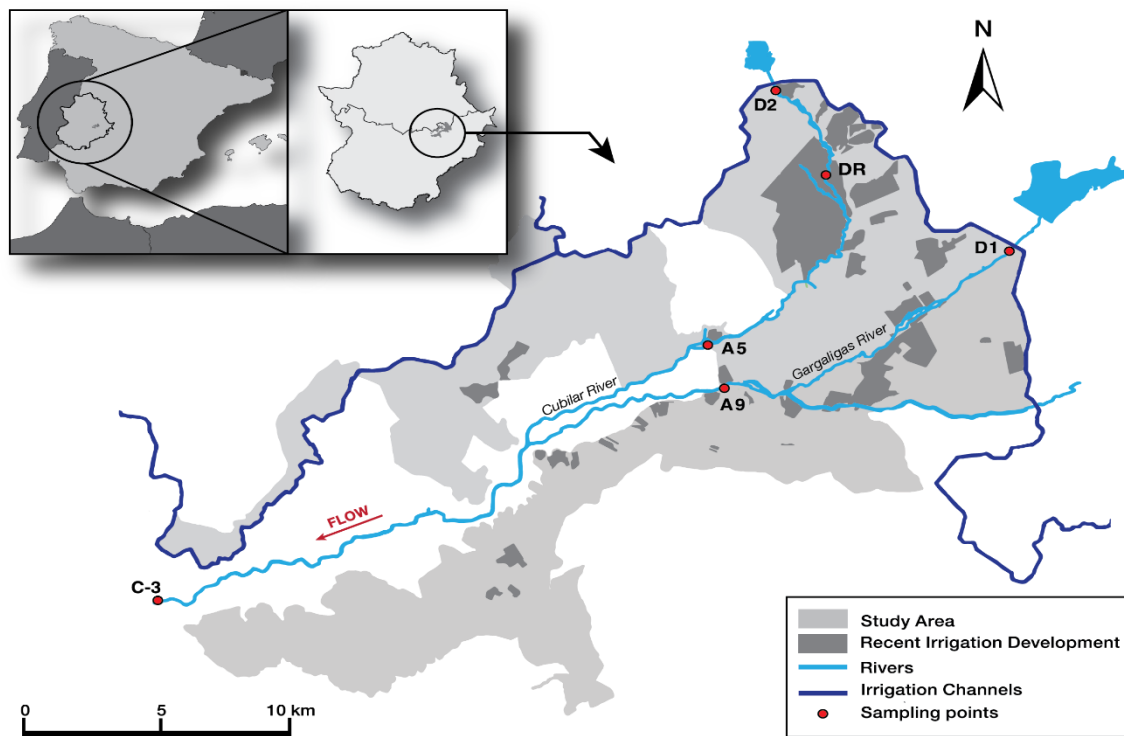 N
D2
DR
D1
A5
Gargaligas River
Cubilar River
A9
FLOW
C-3
Study Area
Recent Irrigation Development
Rivers
Irrigation Channels
Sampling points
0 5 10 km